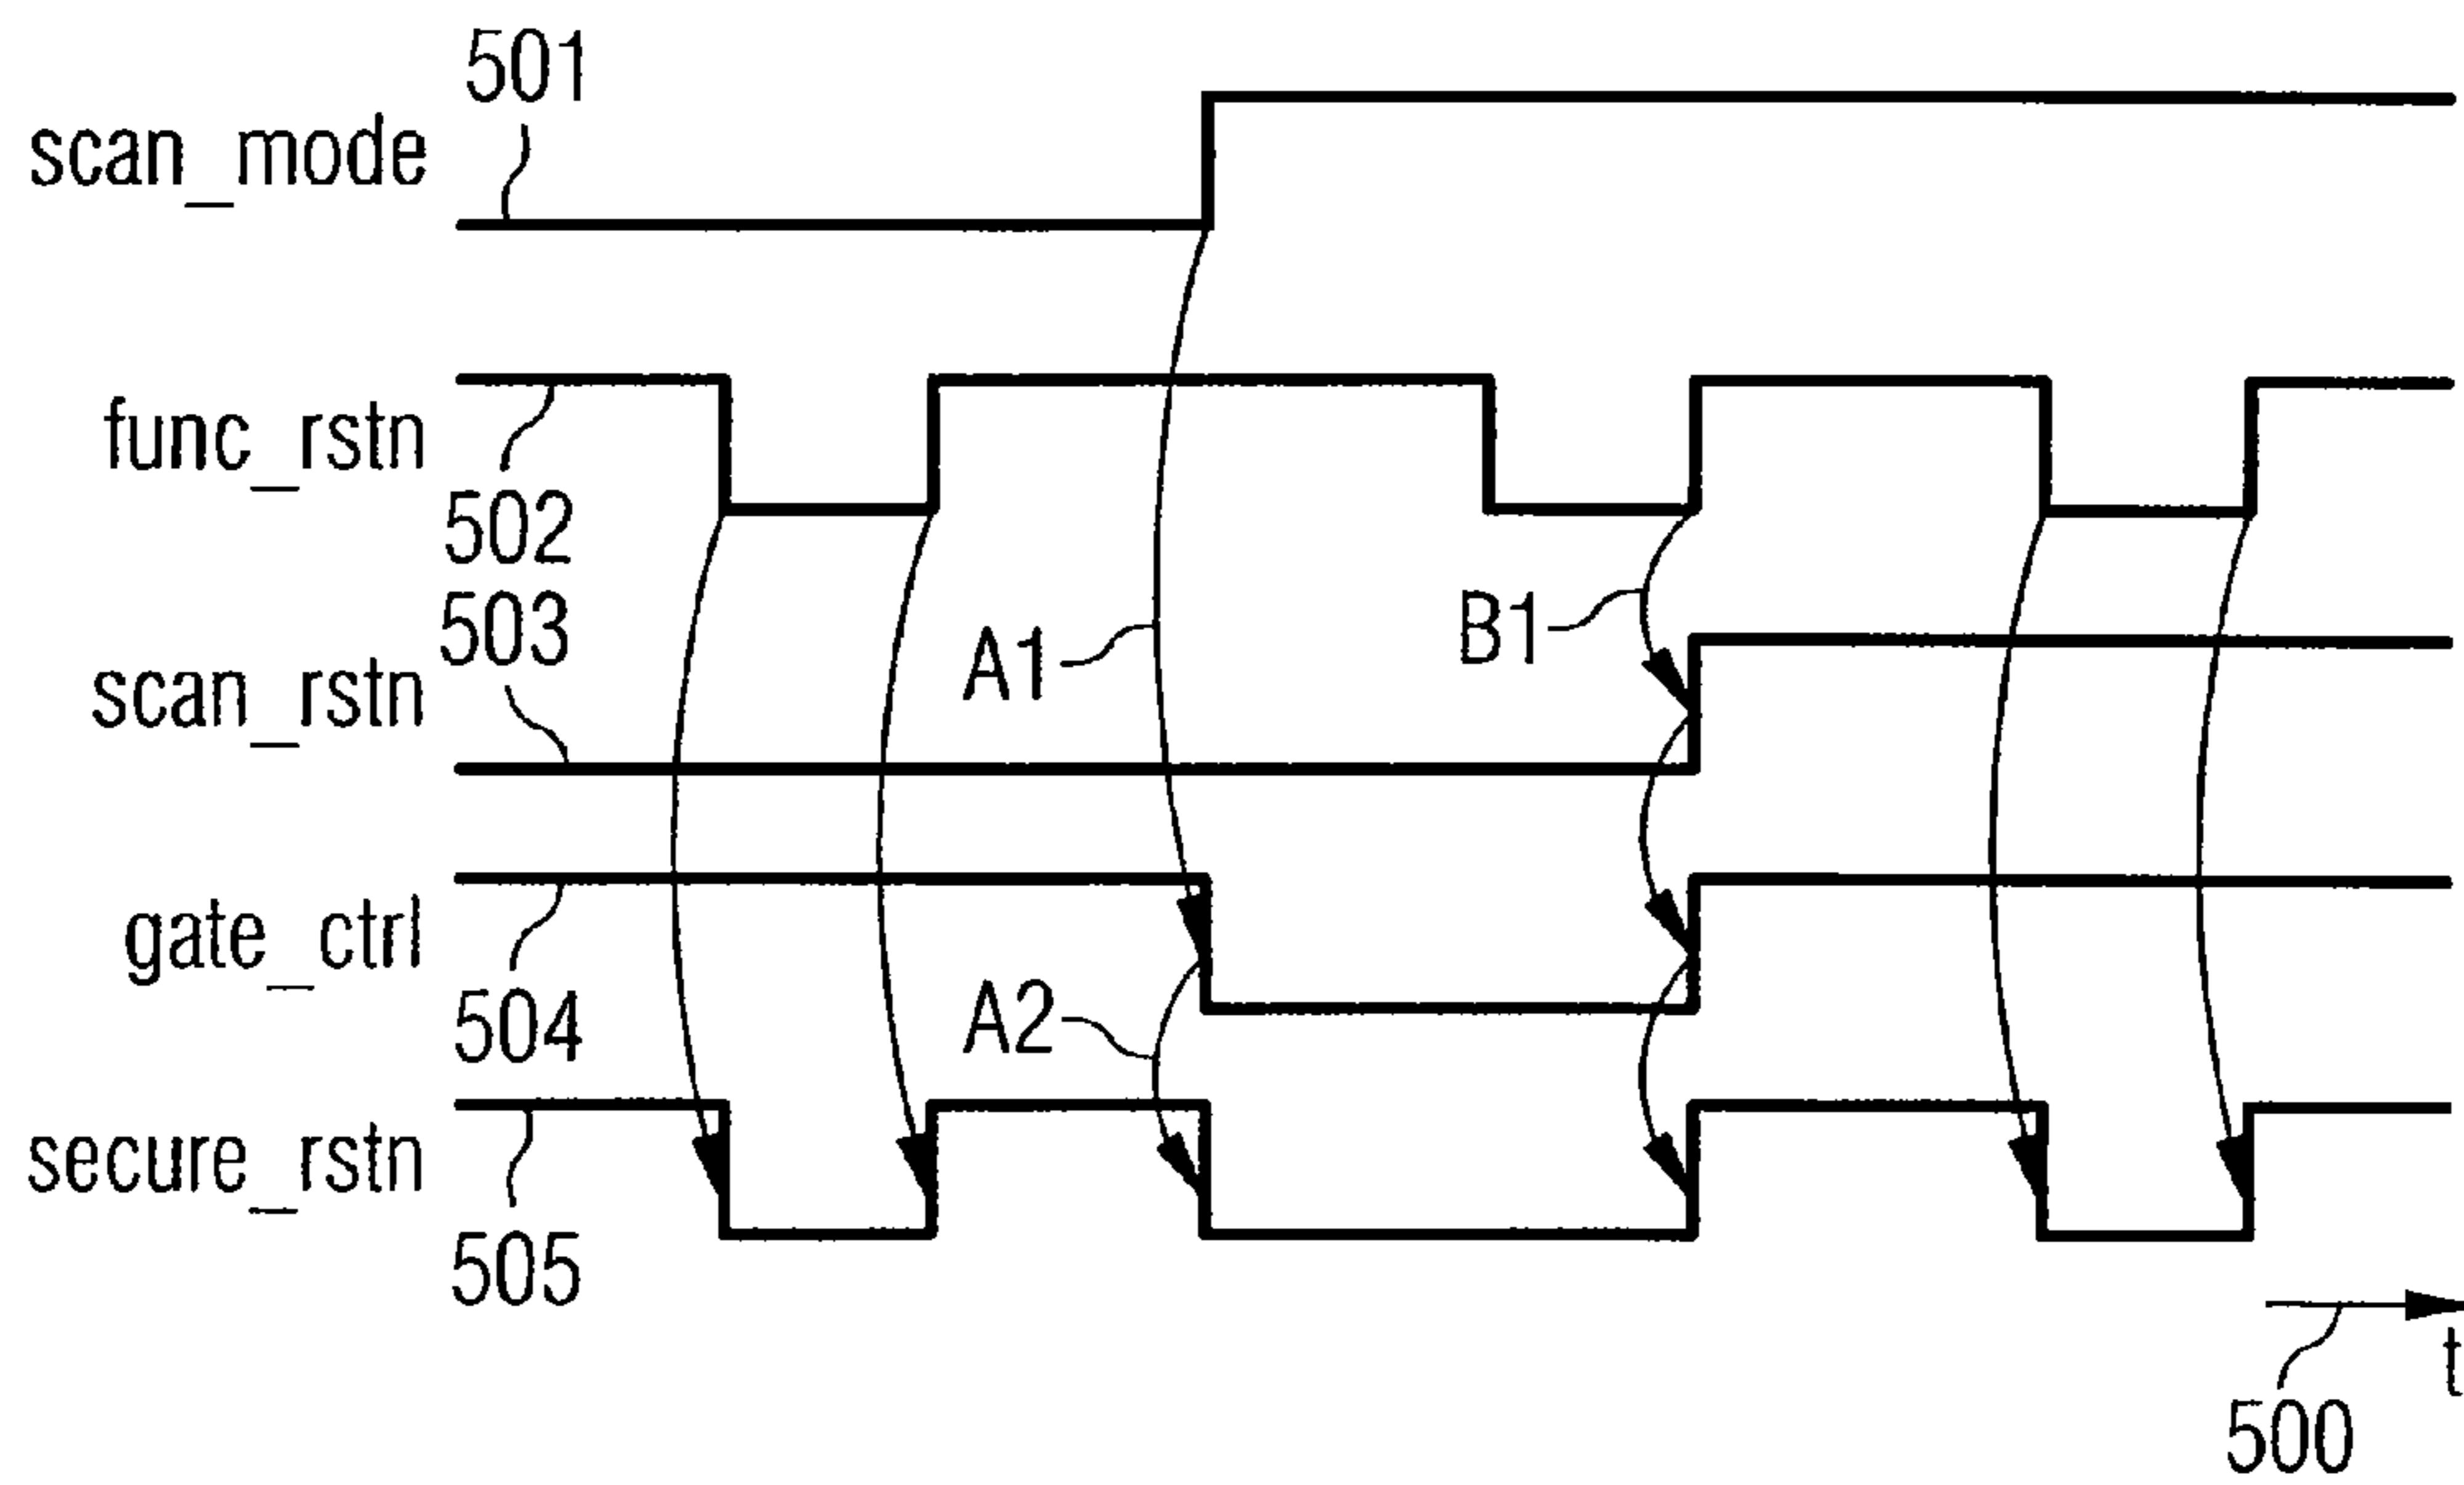 501
scan_mode
func_rstn
502
503
scan_rstn
A1
B1
gate_ctrl
504
A2
secure_rstn
505
t
500